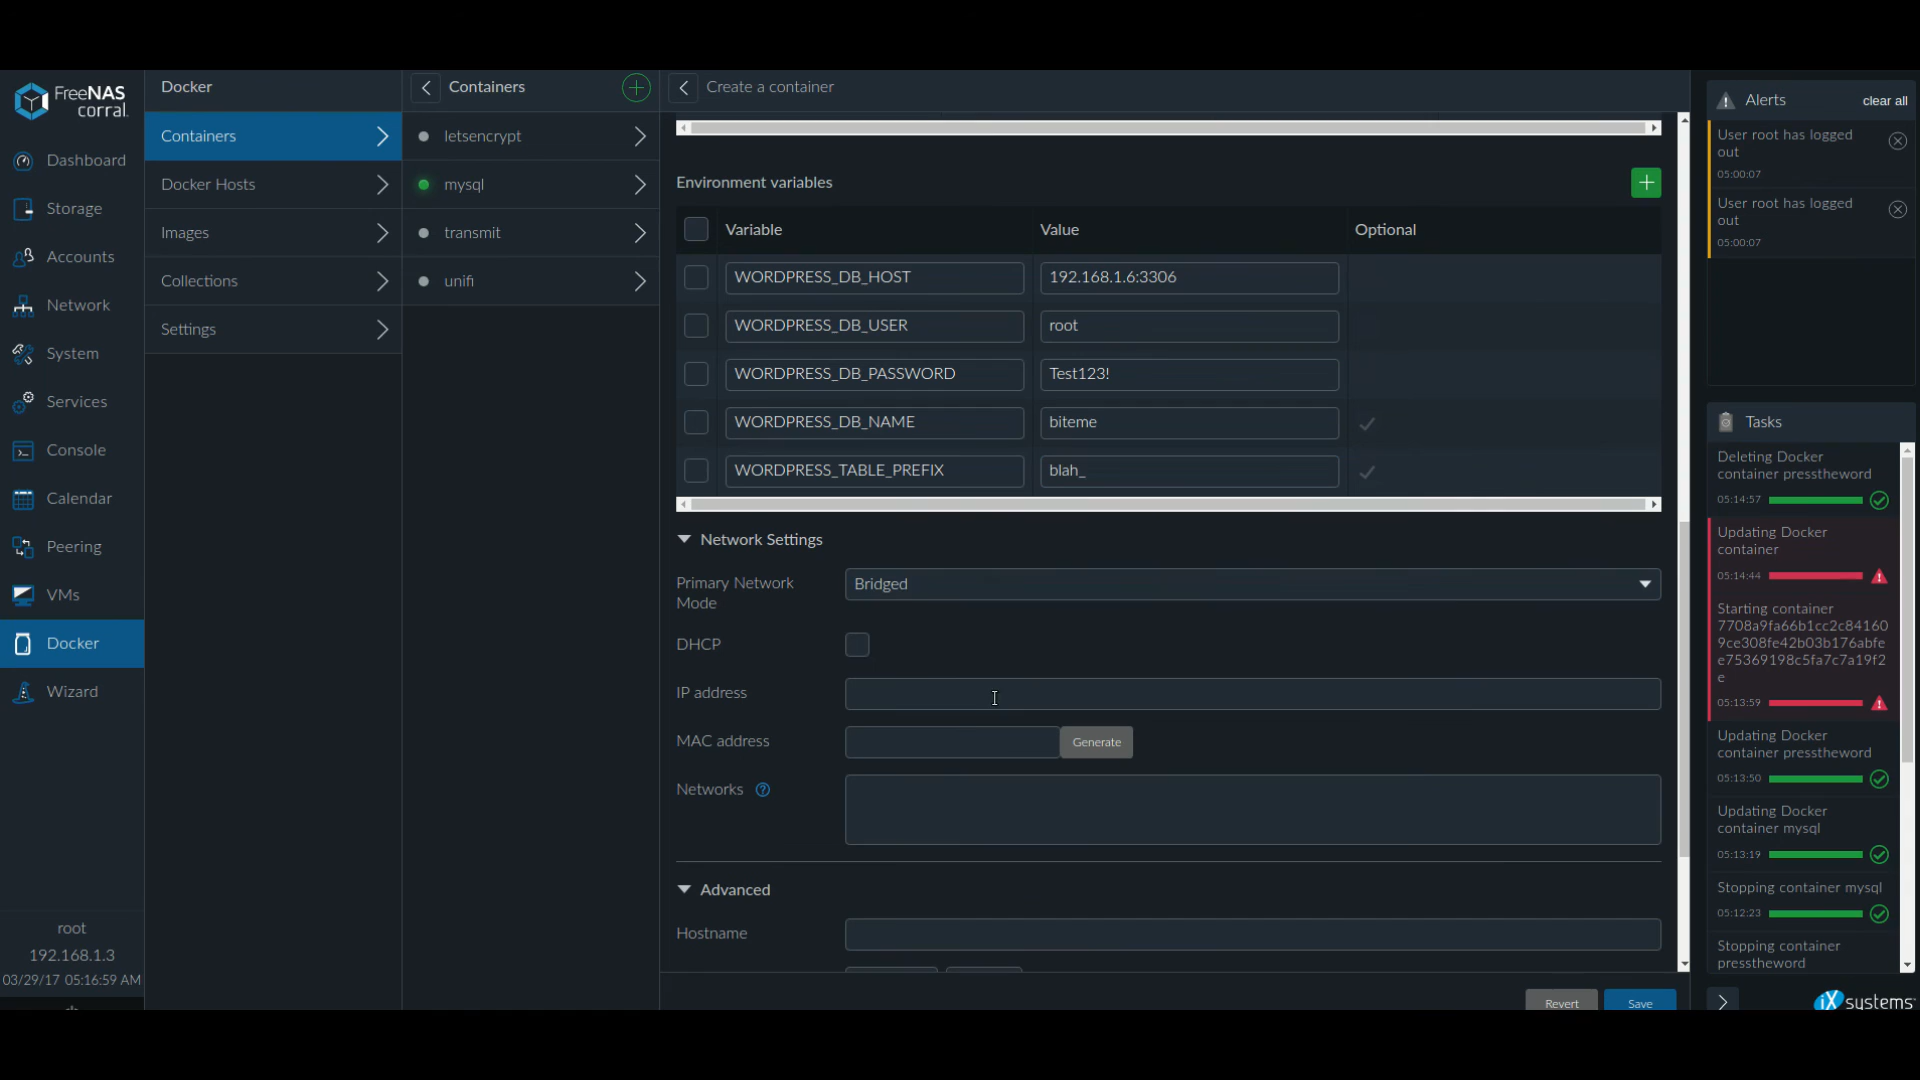 FreeNAS
corral.
Dashboard
Storage
Accounts
Network
System
Services
Console
Calendar
Peering
VMs
Docker
Wizard
root
192.168.1.3
03/29/17 05:16:59 AM
Docker
Containers
Docker Hosts
Images
Collections
Settings
Containers
letsencrypt
mysql
transmit
unifi
Create a container
Environment variables
Variable Value Optional
WORDPRESS_DB_HOST 192.168.1.6:3306
WORDPRESS_DB_USER root
WORDPRESS_DB_PASSWORD Test123!
WORDPRESS_DB_NAME biteme
WORDPRESS_TABLE_PREFIX blah_
Network Settings
Primary Network
Mode
Bridged
DHCP
IP address
MAC address Generate
Networks ?
Advanced
Hostname
Revert Save
Alerts clear all
User root has logged
out
05:00:07
User root has logged
out
05:00:07
Tasks
Deleting Docker
container presstheword
05:14:57
Updating Docker
container
05:14:44
Starting container
7708a9fa66b1cc2c84160
9ce308fe42b03b176abfe
e75369198c5fa7c7a19f2
e
05:13:59
Updating Docker
container presstheword
05:13:50
Updating Docker
container mysql
05:13:19
Stopping container mysql
05:12:23
Stopping container
presstheword
iXsystems